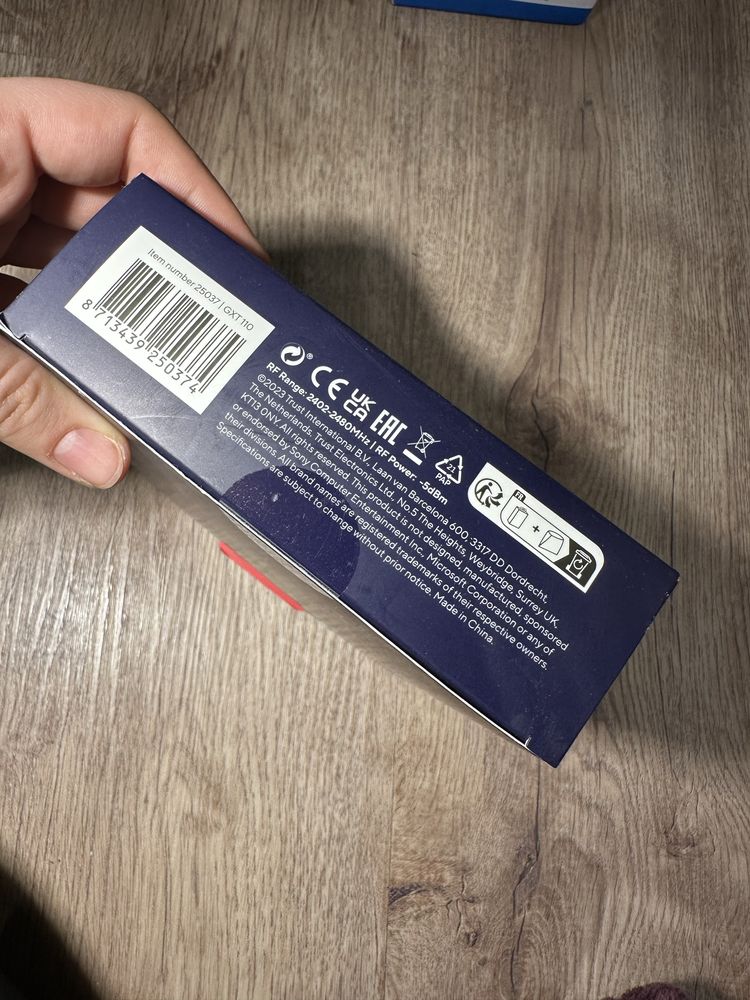 Item number 25037 | GXT 110
8 713439 250374
CE UK CA EAC
21
PAP
FR
+
RF Range: 2402-2480MHz | RF Power: -5dBm
©2023 Trust International B.V., Laan van Barcelona 600, 3317 DD Dordrecht
The Netherlands. Trust Electronics Ltd., No.5 The Heights, Weybridge, Surrey UK.
KT13 0NY. All rights reserved. This product is not designed, manufactured, sponsored
or endorsed by Sony Computer Entertainment Inc, Microsoft Corporation or any of
their divisions. All brand names are registered trademarks of their respective owners.
Specifications are subject to change without prior notice. Made in China.